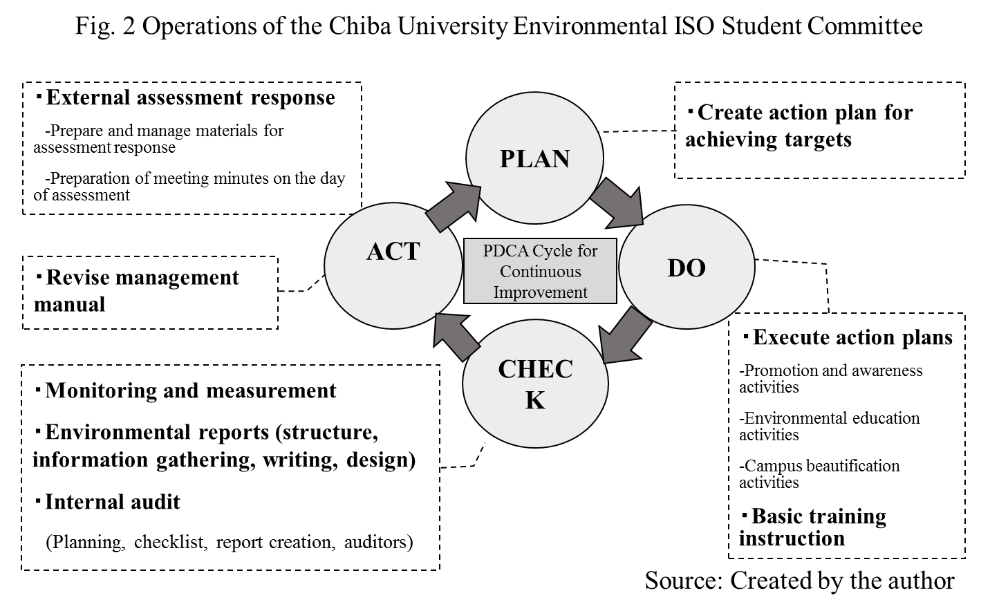 Fig. 2 Operations of the Chiba University Environmental ISO Student Committee
・External assessment response
-Prepare and manage materials for
assessment response
-Preparation of meeting minutes on the day
of assessment
PLAN
・Create action plan for
achieving targets
ACT
PDCA Cycle for
Continuous
Improvement
DO
・Revise management
manual
CHEC
K
・Execute action plans
-Promotion and awareness
activities
-Environmental education
activities
-Campus beautification
activities
・Basic training
instruction
・Monitoring and measurement
・Environmental reports (structure,
information gathering, writing, design)
・Internal audit
(Planning, checklist, report creation, auditors)
Source: Created by the author